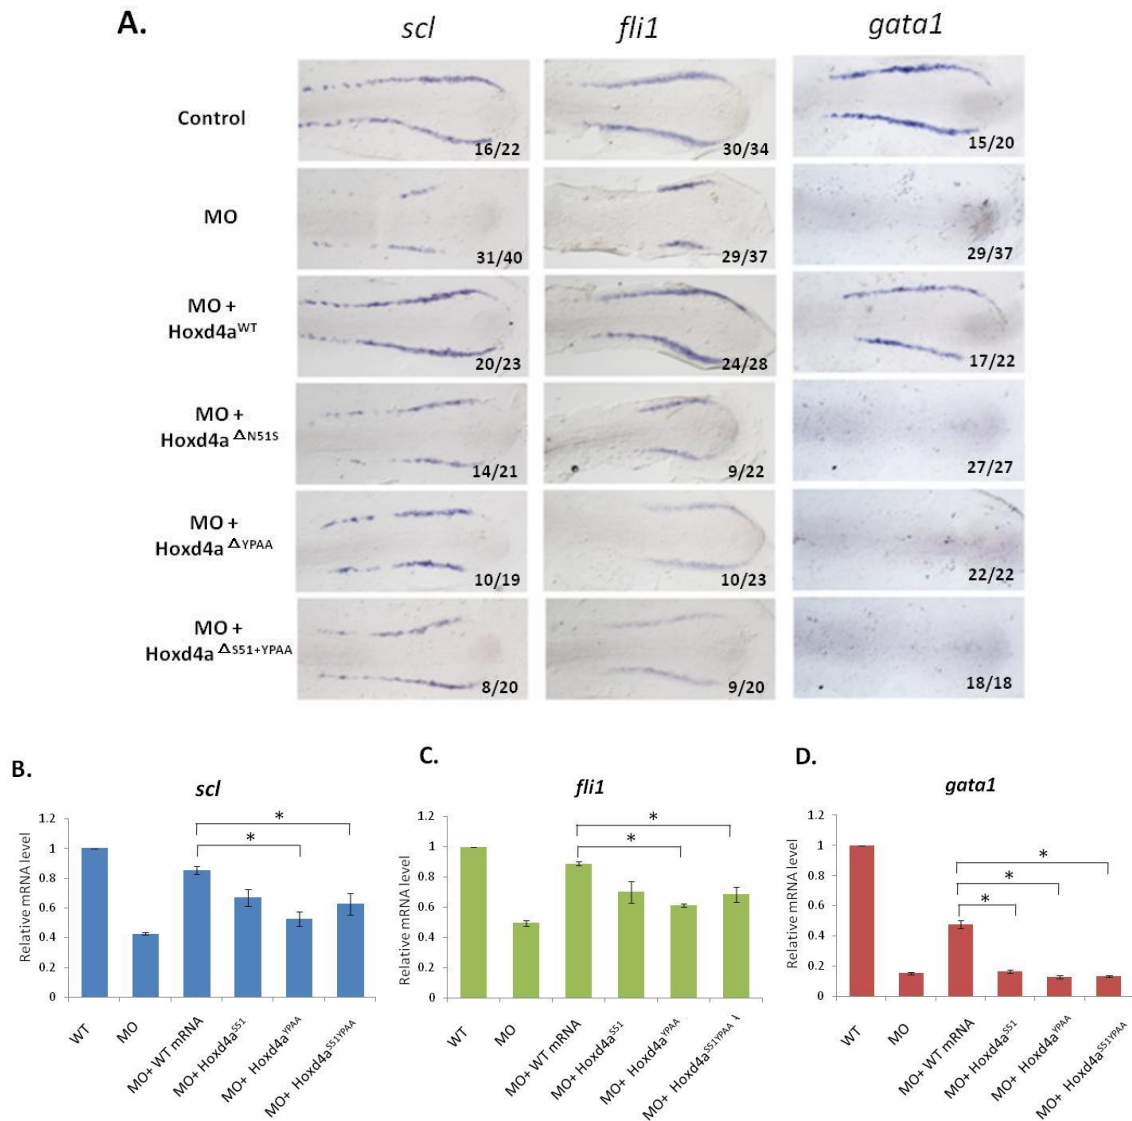 A.
scl fli1 gata1
Control
16/22 30/34 15/20
MO
31/40 29/37 29/37
MO +
Hoxd4aWT
20/23 24/28 17/22
MO +
Hoxd4a ΔN51S
14/21 9/22 27/27
MO +
Hoxd4a ΔYPAA
10/19 10/23 22/22
MO +
Hoxd4a ΔS51+YPAA
8/20 9/20 18/18
B.
scl
Relative mRNA level
1.2
1
0.8
0.6
0.4
0.2
0
*
*
WT
MO
MO+ WT mRNA
MO+ Hoxd4aS51
MO+ Hoxd4aYPAA
MO+ Hoxd4aS51YPAA
C.
fli1
Relative mRNA level
1.2
1
0.8
0.6
0.4
0.2
0
*
*
WT
MO
MO+ WT mRNA
MO+ Hoxd4aS51
MO+ Hoxd4aYPAA
MO+ Hoxd4aS51YPAA
D.
gata1
Relative mRNA level
1.2
1
0.8
0.6
0.4
0.2
0
*
*
*
WT
MO
MO+ WT mRNA
MO+ Hoxd4aS51
MO+ Hoxd4aYPAA
MO+ Hoxd4aS51YPAA